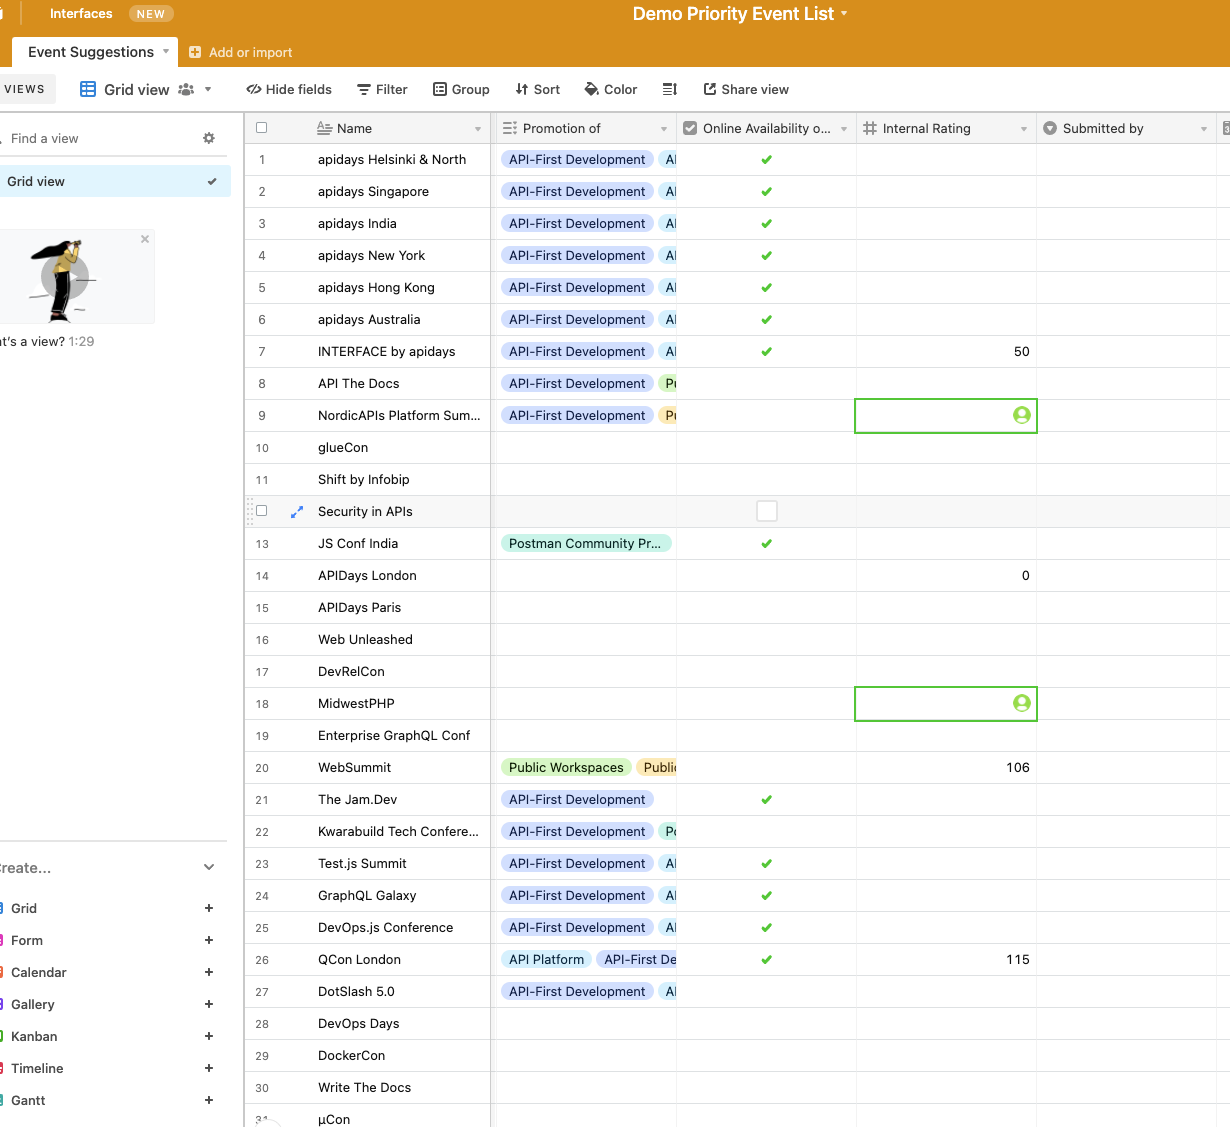 Interfaces NEW Demo Priority Event List
Event Suggestions Add or import
VIEWS Grid view Hide fields Filter Group Sort Color Share view
Find a view
Grid view
t's a view? 1:29
reate...
Grid +
Form +
Calendar +
Gallery +
Kanban +
Timeline +
Gantt +
Name Promotion of Online Availability o... Internal Rating Submitted by
1 apidays Helsinki & North API-First Development AI
2 apidays Singapore API-First Development AI
3 apidays India API-First Development AI
4 apidays New York API-First Development AI
5 apidays Hong Kong API-First Development AI
6 apidays Australia API-First Development AI
7 INTERFACE by apidays API-First Development AI 50
8 API The Docs API-First Development Pu
9 NordicAPIs Platform Sum... API-First Development Pu
10 glueCon
11 Shift by Infobip
Security in APIs
13 JS Conf India Postman Community Pr...
14 APIDays London 0
15 APIDays Paris
16 Web Unleashed
17 DevRelCon
18 MidwestPHP
19 Enterprise GraphQL Conf
20 WebSummit Public Workspaces Public 106
21 The Jam.Dev API-First Development
22 Kwarabuild Tech Confere... API-First Development Po
23 Test.js Summit API-First Development AI
24 GraphQL Galaxy API-First Development AI
25 DevOps.js Conference API-First Development AI
26 QCon London API Platform API-First De 115
27 DotSlash 5.0 API-First Development AI
28 DevOps Days
29 DockerCon
30 Write The Docs
31 μCon